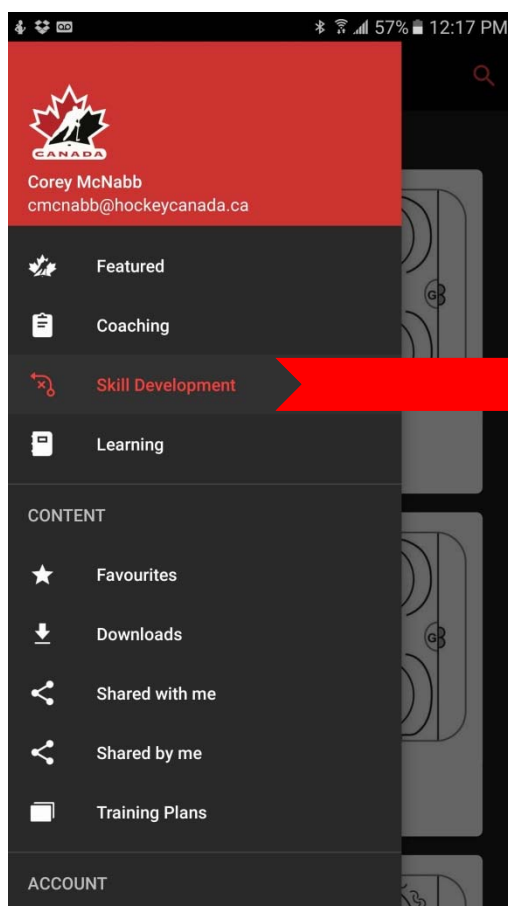 57% 12:17 PM
CANADA
Corey McNabb
cmcnabb@hockeycanada.ca
Featured
Coaching
Skill Development
Learning
CONTENT
Favourites
Downloads
Shared with me
Shared by me
Training Plans
ACCOUNT
G
G